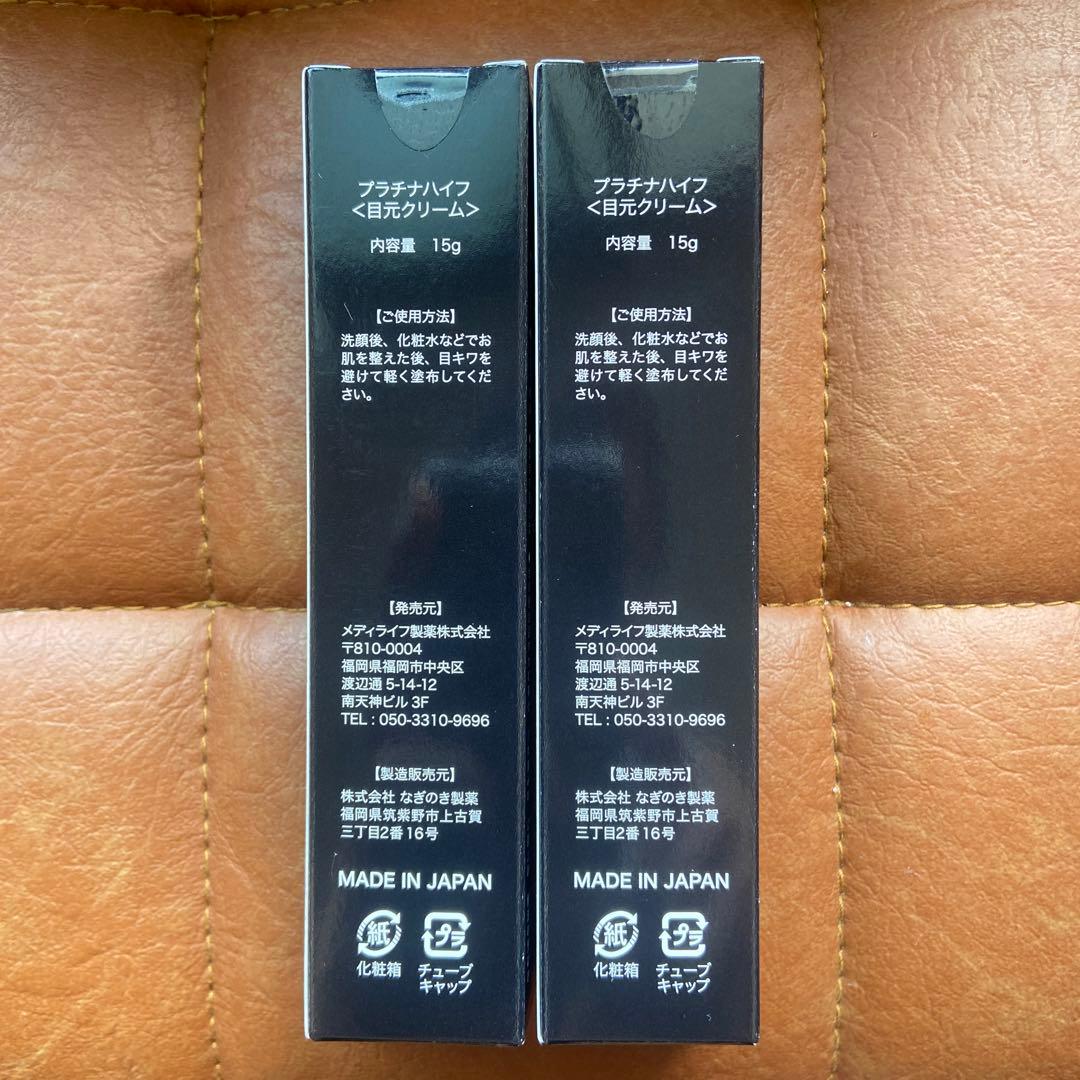 プラチナハイフ
<目元クリーム>
内容量 15g
【ご使用方法】
洗顔後、化粧水などでお
肌を整えた後、目キワを
避けて軽く塗布してくだ
さい。
【発売元】
メディライフ製薬株式会社
〒810-0004
福岡県福岡市中央区
渡辺通 5-14-12
南天神ビル 3F
TEL : 050-3310-9696
【製造販売元】
株式会社 なぎのき製薬
福岡県筑紫野市上古賀
三丁目2番16号
MADE IN JAPAN
紙
化粧箱
プラ
チューブ
キャップ
プラチナハイフ
<目元クリーム>
内容量 15g
【ご使用方法】
洗顔後、化粧水などでお
肌を整えた後、目キワを
避けて軽く塗布してくだ
さい。
【発売元】
メディライフ製薬株式会社
〒810-0004
福岡県福岡市中央区
渡辺通 5-14-12
南天神ビル 3F
TEL : 050-3310-9696
【製造販売元】
株式会社 なぎのき製薬
福岡県筑紫野市上古賀
三丁目2番16号
MADE IN JAPAN
紙
化粧箱
プラ
チューブ
キャップ